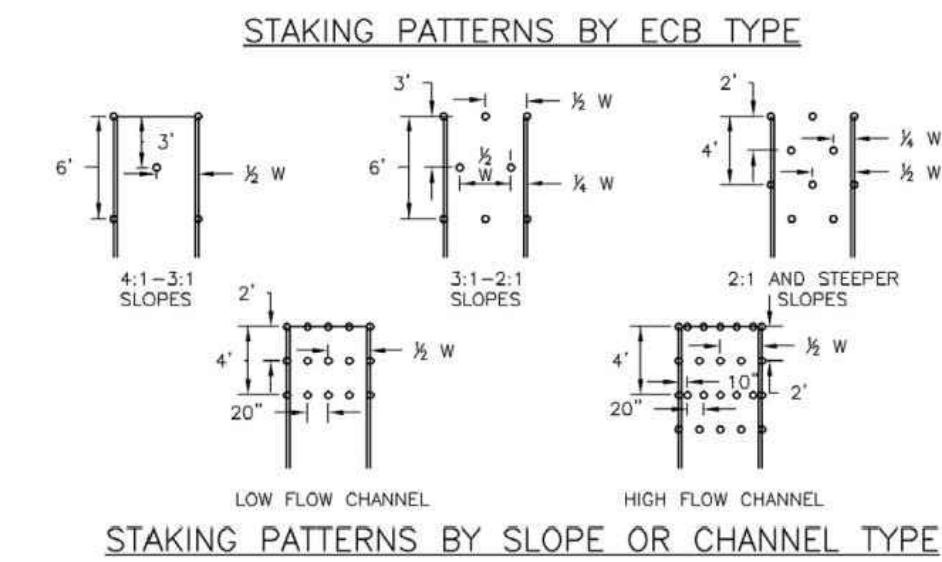 STAKING PATTERNS BY ECB TYPE
3'
6'
½ W
4:1–3:1
SLOPES
3'
½ W
6'
½
W
¼ W
3:1–2:1
SLOPES
2'
4'
¼ W
½ W
2:1 AND STEEPER
SLOPES
2'
4'
½ W
20"
LOW FLOW CHANNEL
4'
½ W
10"
2'
20"
HIGH FLOW CHANNEL
STAKING PATTERNS BY SLOPE OR CHANNEL TYPE